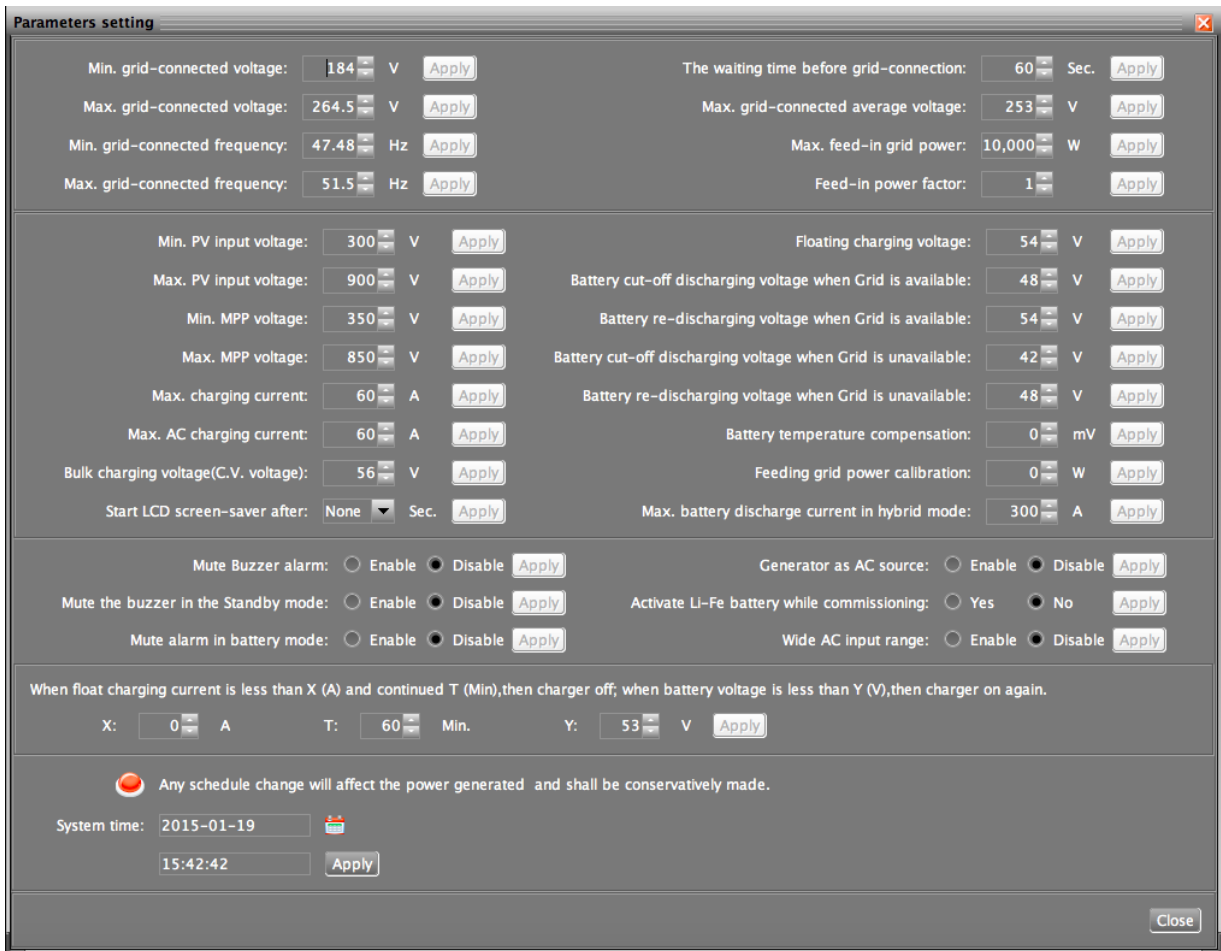 Parameters setting
Min. grid-connected voltage: 184 V Apply The waiting time before grid-connection: 60 Sec. Apply
Max. grid-connected voltage: 264.5 V Apply Max. grid-connected average voltage: 253 V Apply
Min. grid-connected frequency: 47.48 Hz Apply Max. feed-in grid power: 10,000 W Apply
Max. grid-connected frequency: 51.5 Hz Apply Feed-in power factor: 1 Apply
Min. PV input voltage: 300 V Apply Floating charging voltage: 54 V Apply
Max. PV input voltage: 900 V Apply Battery cut-off discharging voltage when Grid is available: 48 V Apply
Min. MPP voltage: 350 V Apply Battery re-discharging voltage when Grid is available: 54 V Apply
Max. MPP voltage: 850 V Apply Battery cut-off discharging voltage when Grid is unavailable: 42 V Apply
Max. charging current: 60 A Apply Battery re-discharging voltage when Grid is unavailable: 48 V Apply
Max. AC charging current: 60 A Apply Battery temperature compensation: 0 mV Apply
Bulk charging voltage(C.V. voltage): 56 V Apply Feeding grid power calibration: 0 W Apply
Start LCD screen-saver after: None Sec. Apply Max. battery discharge current in hybrid mode: 300 A Apply
Mute Buzzer alarm: Enable Disable Apply Generator as AC source: Enable Disable Apply
Mute the buzzer in the Standby mode: Enable Disable Apply Activate Li-Fe battery while commissioning: Yes No Apply
Mute alarm in battery mode: Enable Disable Apply Wide AC input range: Enable Disable Apply
When float charging current is less than X (A) and continued T (Min),then charger off; when battery voltage is less than Y (V),then charger on again.
X: 0 A T: 60 Min. Y: 53 V Apply
Any schedule change will affect the power generated and shall be conservatively made.
System time: 2015-01-19
15:42:42 Apply
Close